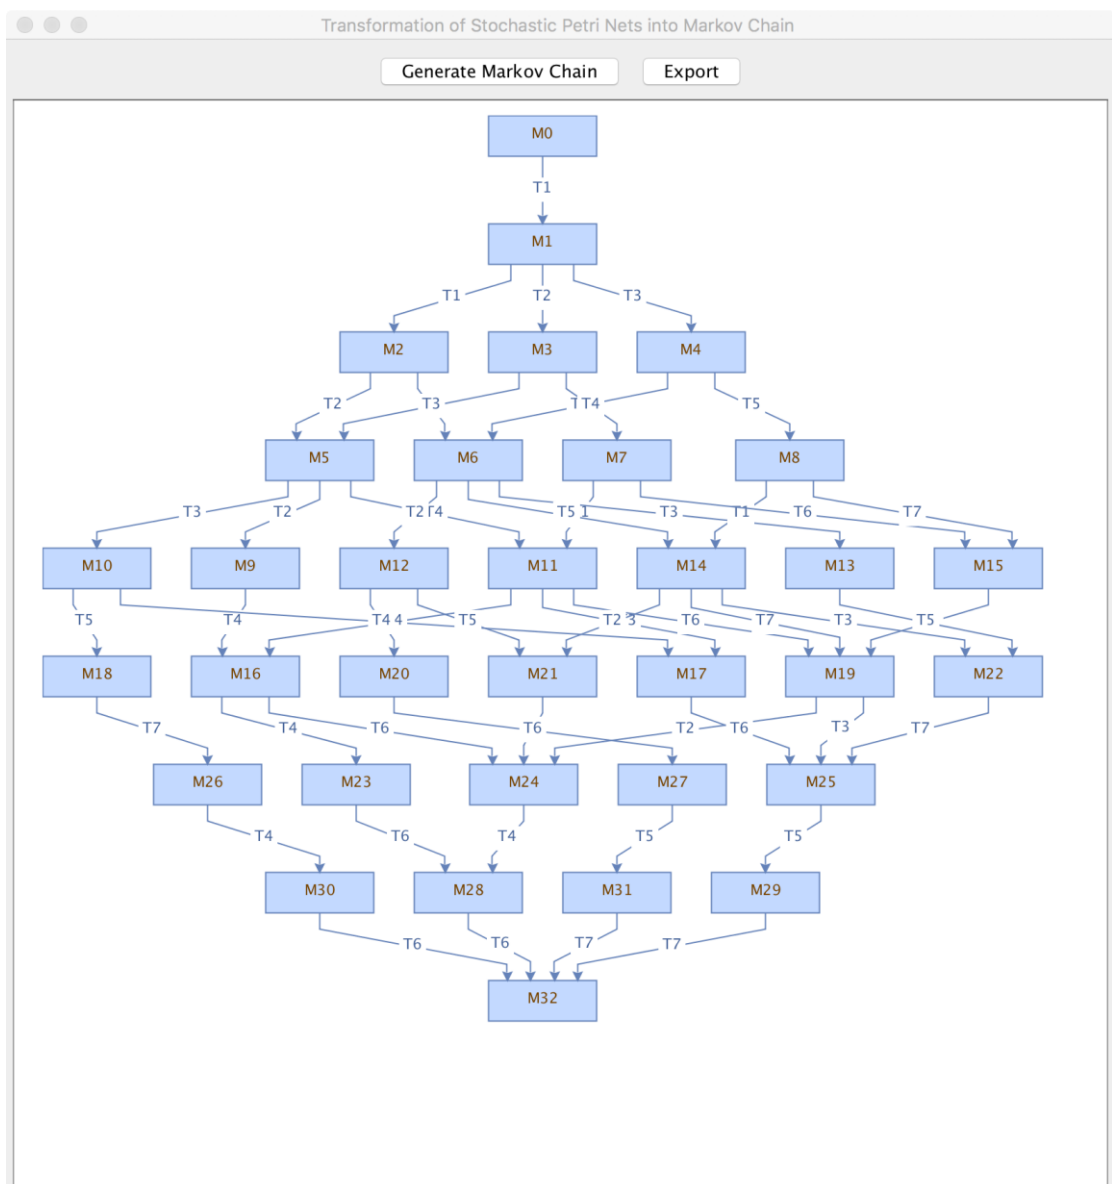 Transformation of Stochastic Petri Nets into Markov Chain
Generate Markov Chain Export
M0
T1
M1
T1 T2 T3
M2 M3 M4
T2 T3 T4 T5
M5 M6 M7 M8
T3 T2 T2 T4 T5 1 T3 T1 T6 T7
M10 M9 M12 M11 M14 M13 M15
T5 T4 T4 4 T5 T2 3 T6 T7 T3 T5
M18 M16 M20 M21 M17 M19 M22
T7 T4 T6 T6 T2 T6 T3 T7
M26 M23 M24 M27 M25
T4 T6 T4 T5 T5
M30 M28 M31 M29
T6 T6 T7 T7
M32